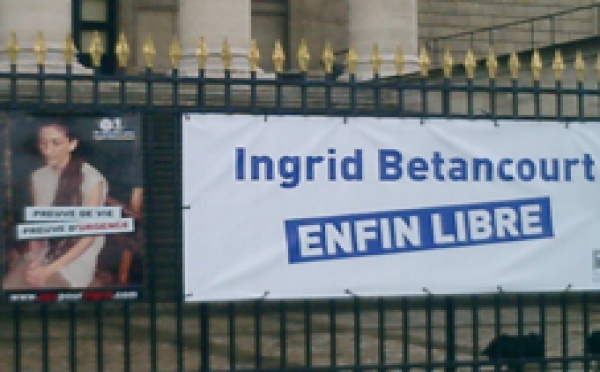 PREUVE DE VIE
PREUVE D'URGENCE
Ingrid Betancourt
ENFIN LIBRE